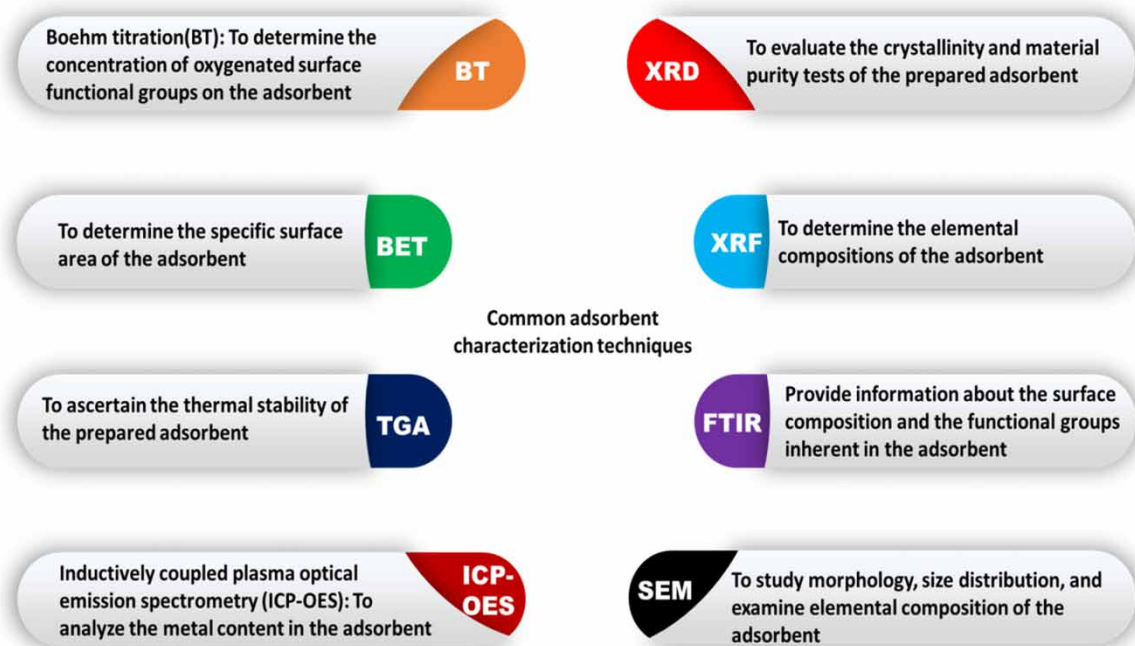 Boehm titration(BT): To determine the
concentration of oxygenated surface
functional groups on the adsorbent
BT
XRD
To evaluate the crystallinity and material
purity tests of the prepared adsorbent
To determine the specific surface
area of the adsorbent
BET
XRF
To determine the elemental
compositions of the adsorbent
Common adsorbent
characterization techniques
To ascertain the thermal stability of
the prepared adsorbent
TGA
FTIR
Provide information about the surface
composition and the functional groups
inherent in the adsorbent
Inductively coupled plasma optical
emission spectrometry (ICP-OES): To
analyze the metal content in the adsorbent
ICP-
OES
SEM
To study morphology, size distribution, and
examine elemental composition of the
adsorbent